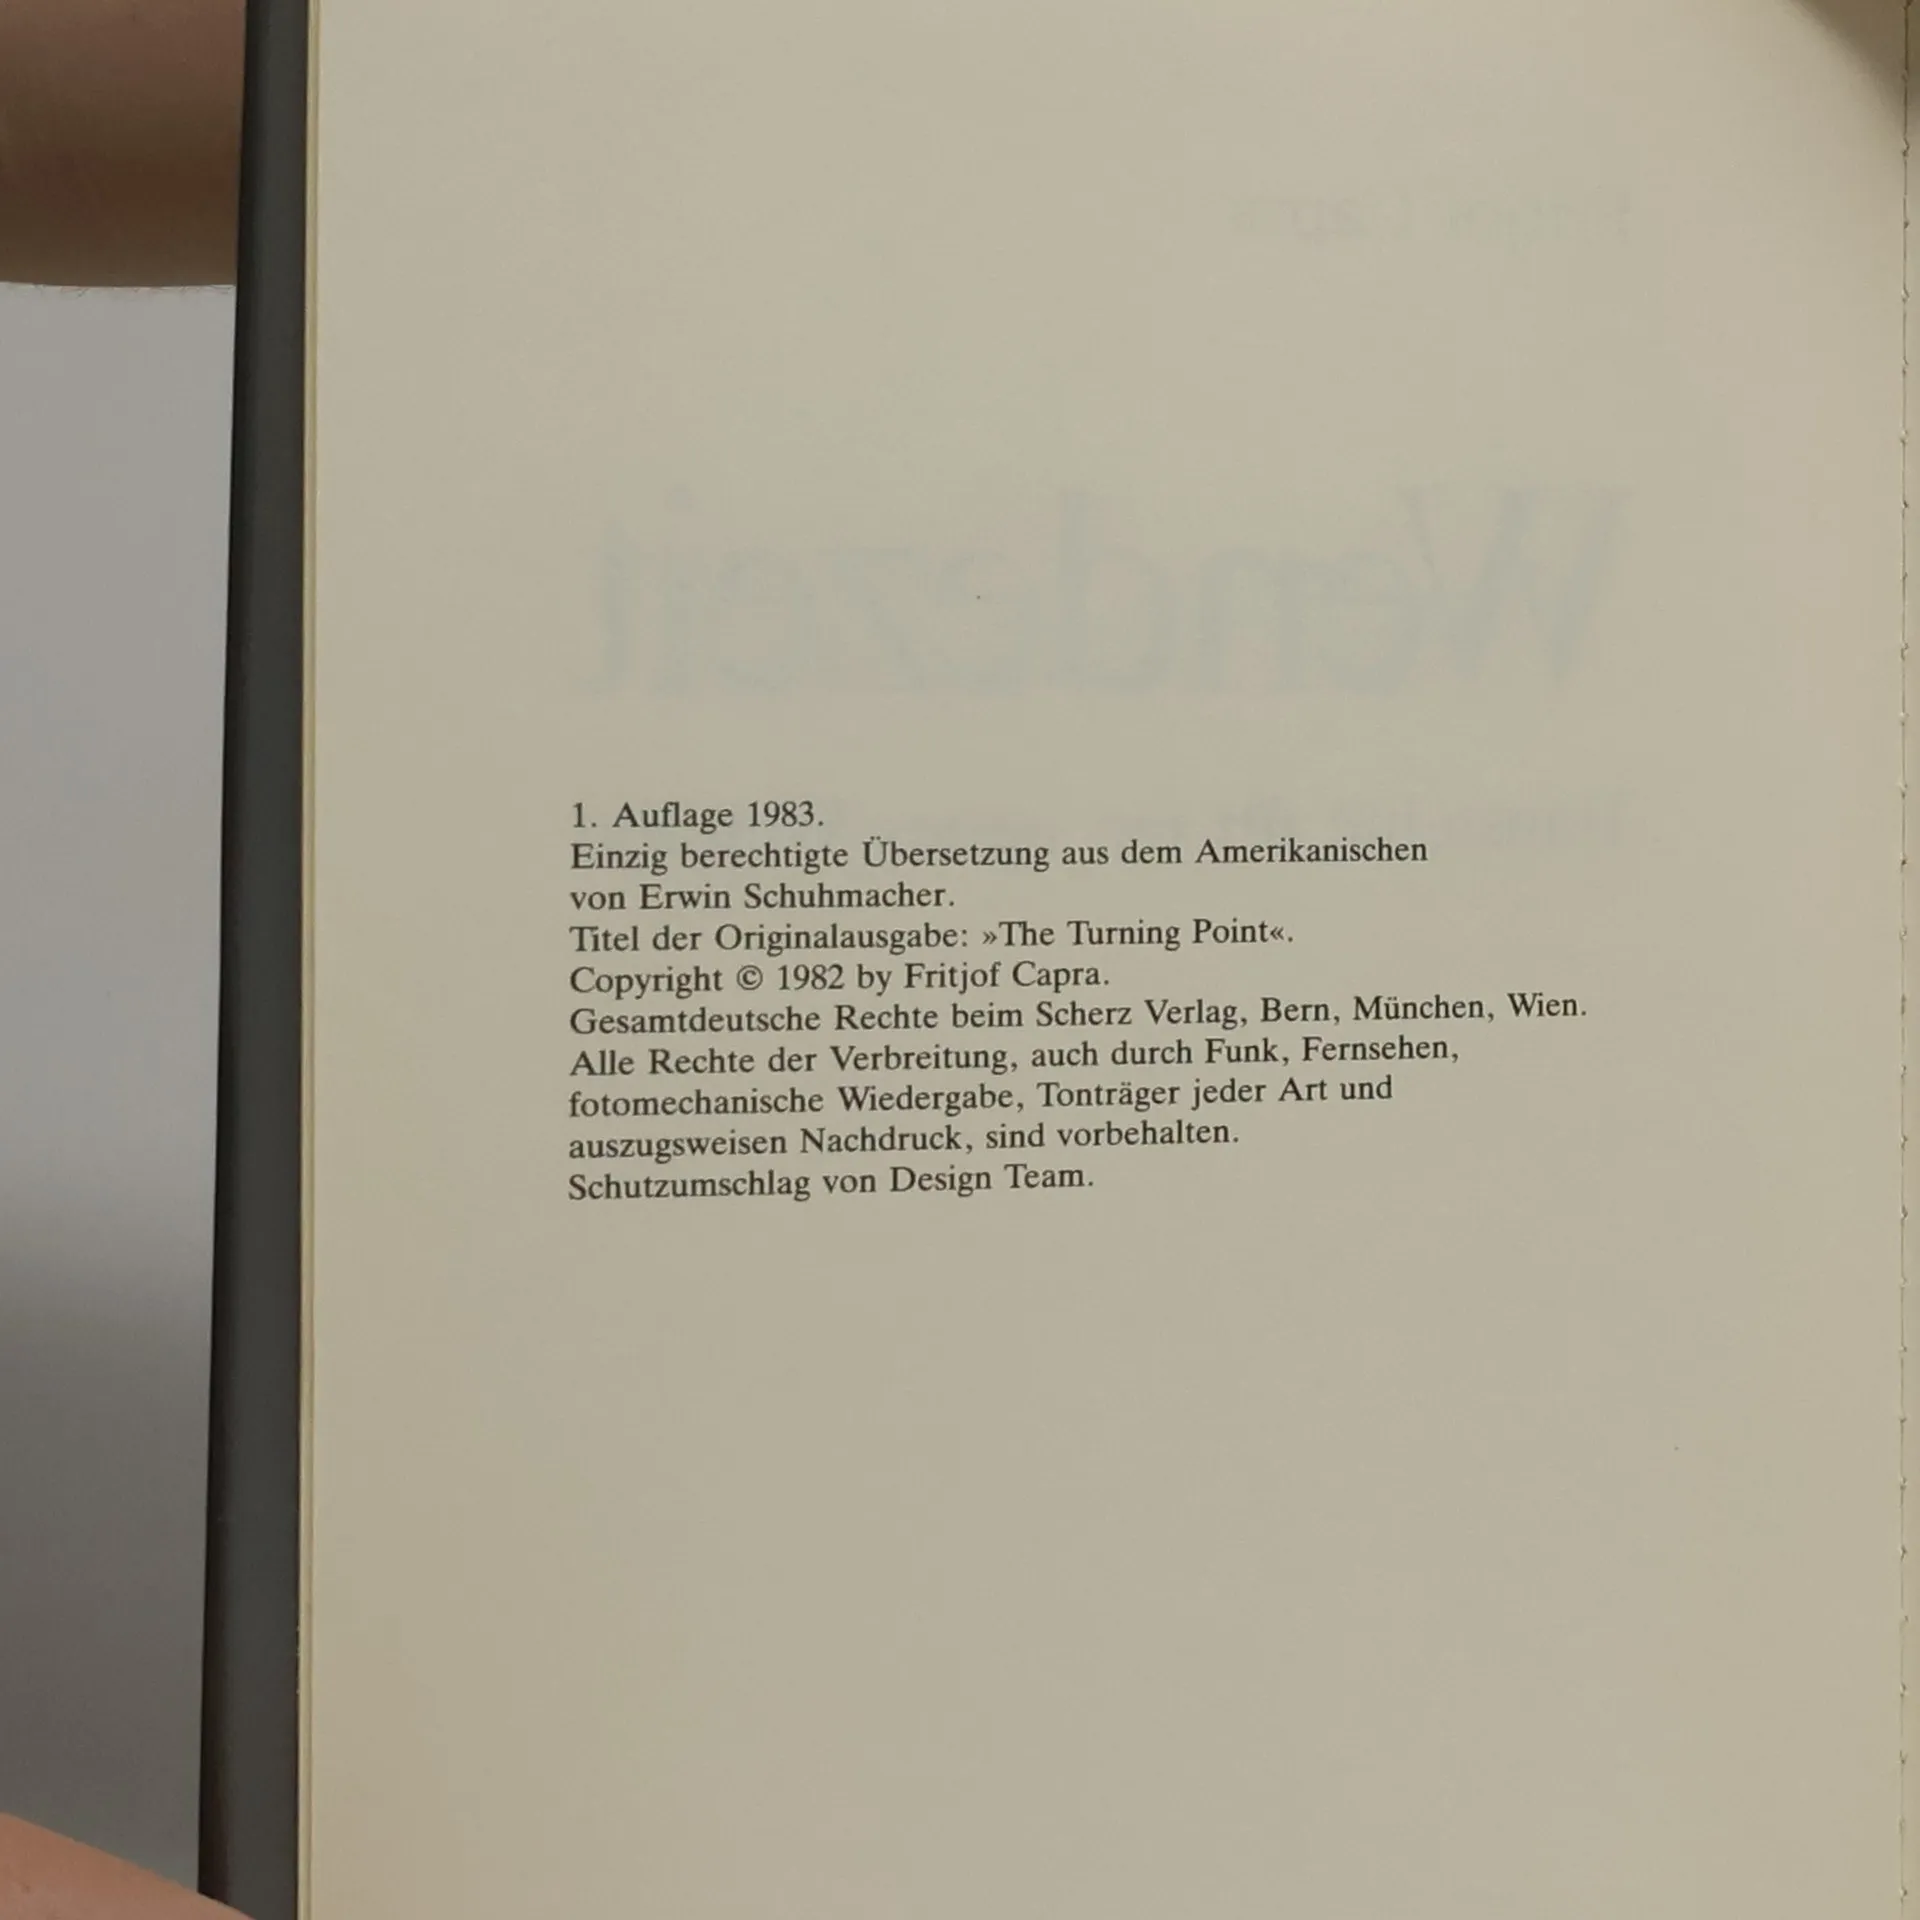 1. Auflage 1983.
Einzig berechtigte Übersetzung aus dem Amerikanischen
von Erwin Schuhmacher.
Titel der Originalausgabe: »The Turning Point«.
Copyright © 1982 by Fritjof Capra.
Gesamtdeutsche Rechte beim Scherz Verlag, Bern, München, Wien.
Alle Rechte der Verbreitung, auch durch Funk, Fernsehen,
fotomechanische Wiedergabe, Tonträger jeder Art und
auszugsweisen Nachdruck, sind vorbehalten.
Schutzumschlag von Design Team.